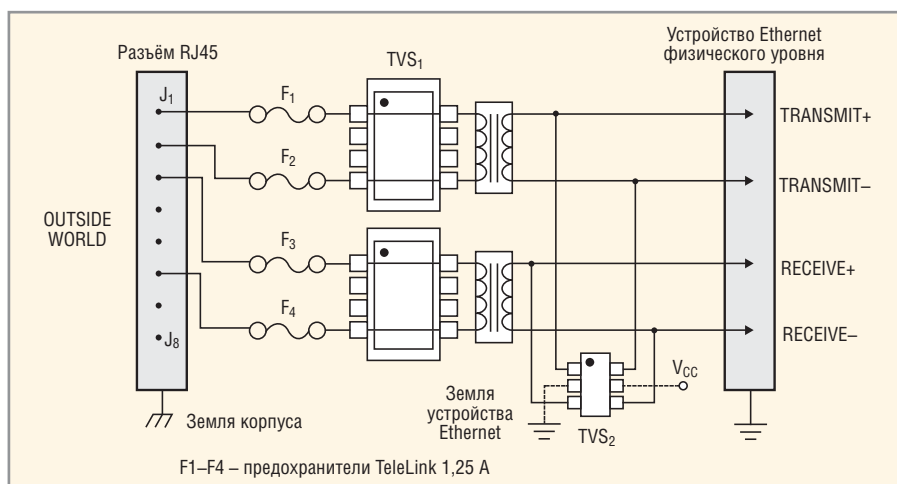 Разъём RJ45
TVS₁
Устройство Ethernet
физического уровня
J₁
F₁
TRANSMIT+
F₂
TRANSMIT–
OUTSIDE
WORLD
F₃
RECEIVE+
F₄
RECEIVE–
J₈
V_CC
Земля корпуса
Земля
устройства
Ethernet
TVS₂
F1–F4 – предохранители TeleLink 1,25 А